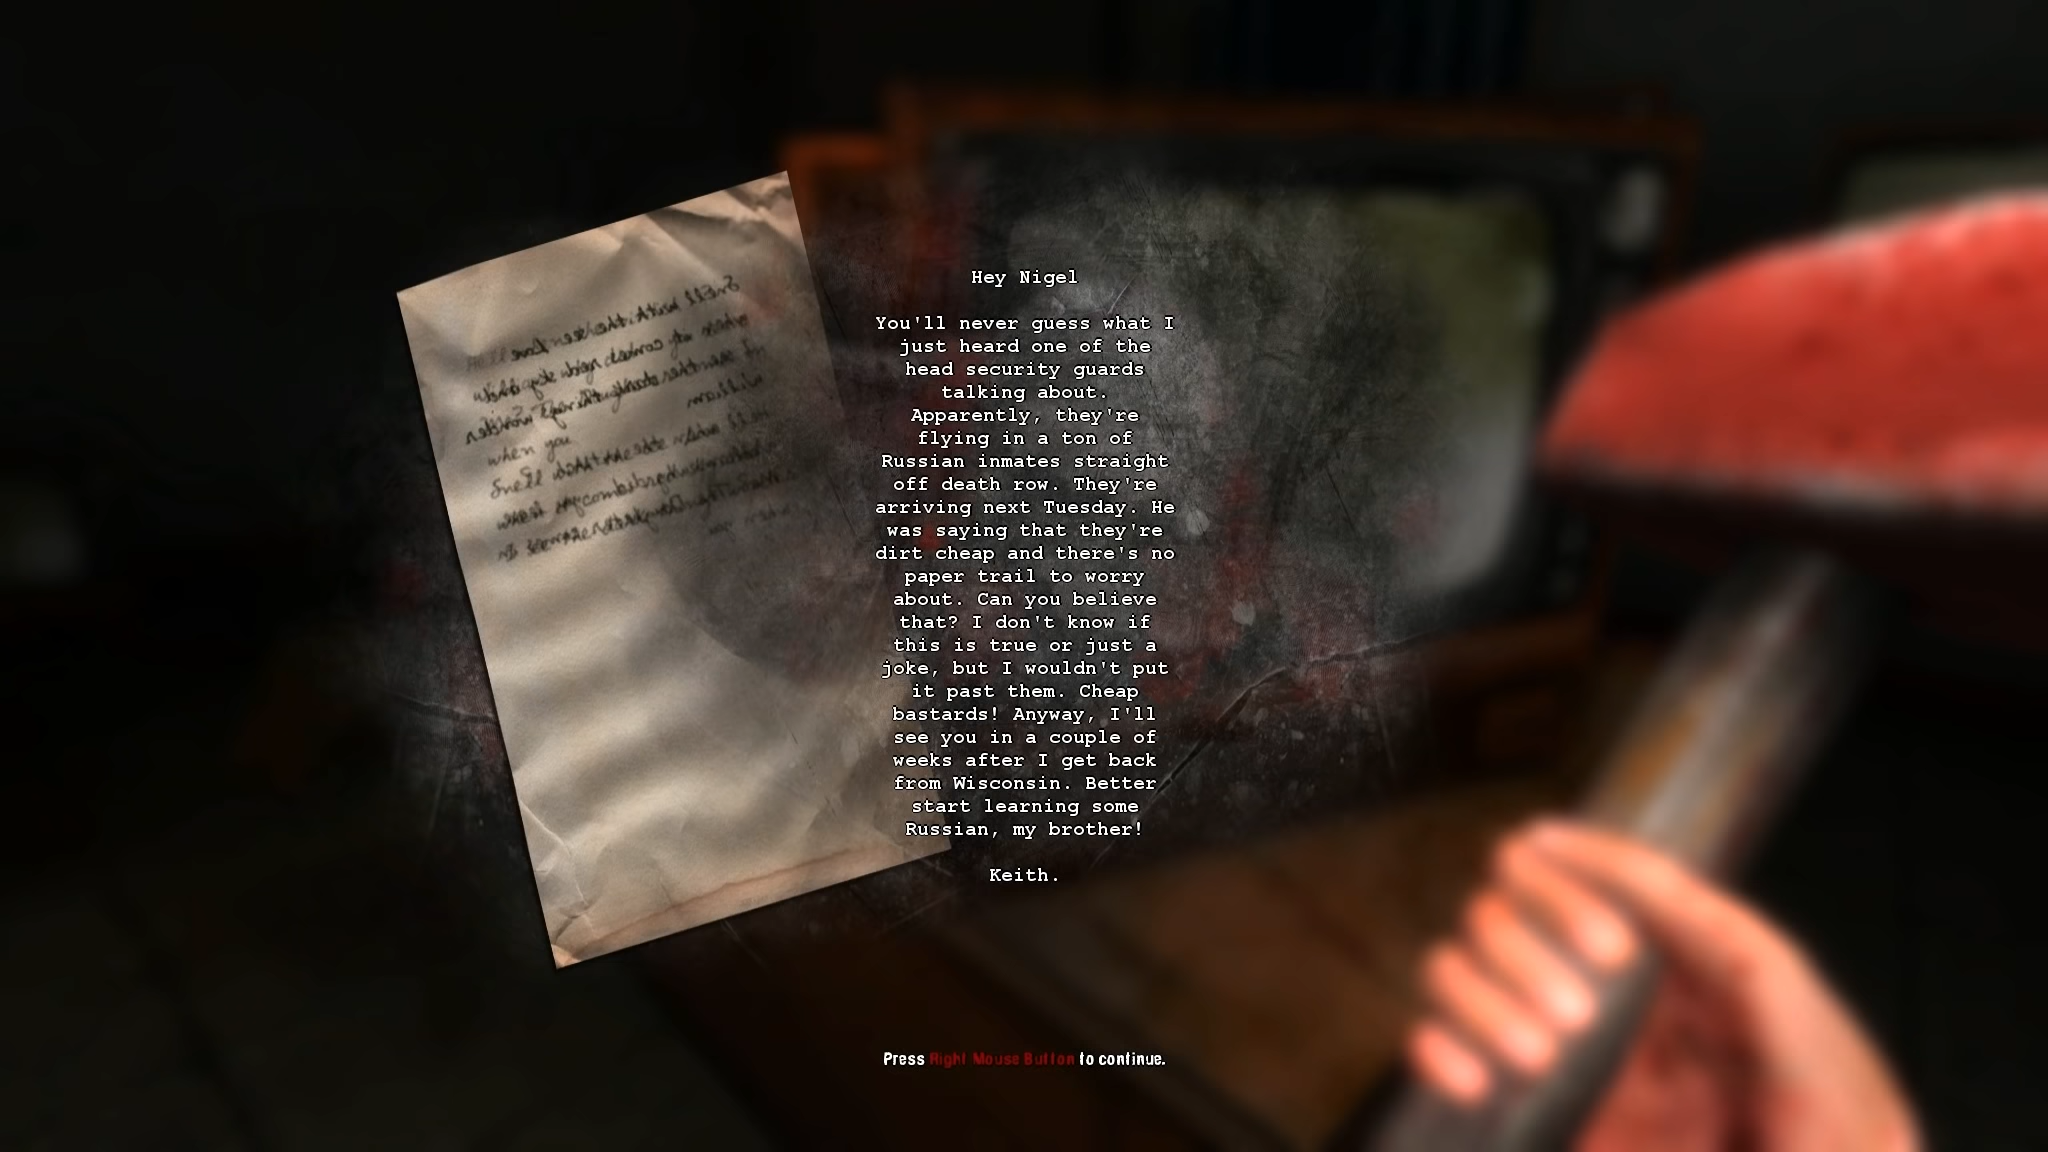 Hey Nigel
You'll never guess what I
just heard one of the
head security guards
talking about.
Apparently, they're
flying in a ton of
Russian inmates straight
off death row. They're
arriving next Tuesday. He
was saying that they're
dirt cheap and there's no
paper trail to worry
about. Can you believe
that? I don't know if
this is true or just a
joke, but I wouldn't put
it past them. Cheap
bastards! Anyway, I'll
see you in a couple of
weeks after I get back
from Wisconsin. Better
start learning some
Russian, my brother!
Keith.
Press Right Mouse Button to continue.
when you